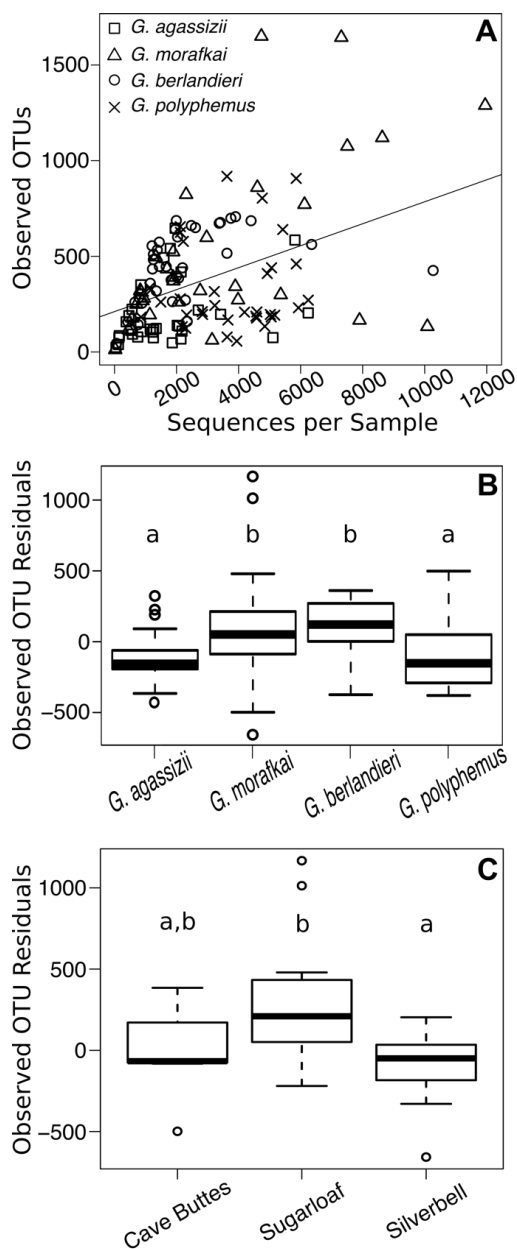 A
G. agassizii
G. morafkai
G. berlandieri
G. polyphemus
Observed OTUs
1500
1000
500
0
0 2000 4000 6000 8000 10000 12000
Sequences per Sample
B
Observed OTU Residuals
1000
500
0
−500
a b b a
G. agassizii G. morafkai G. berlandieri G. polyphemus
C
Observed OTU Residuals
1000
500
0
−500
a,b b a
Cave Buttes Sugarloaf Silverbell